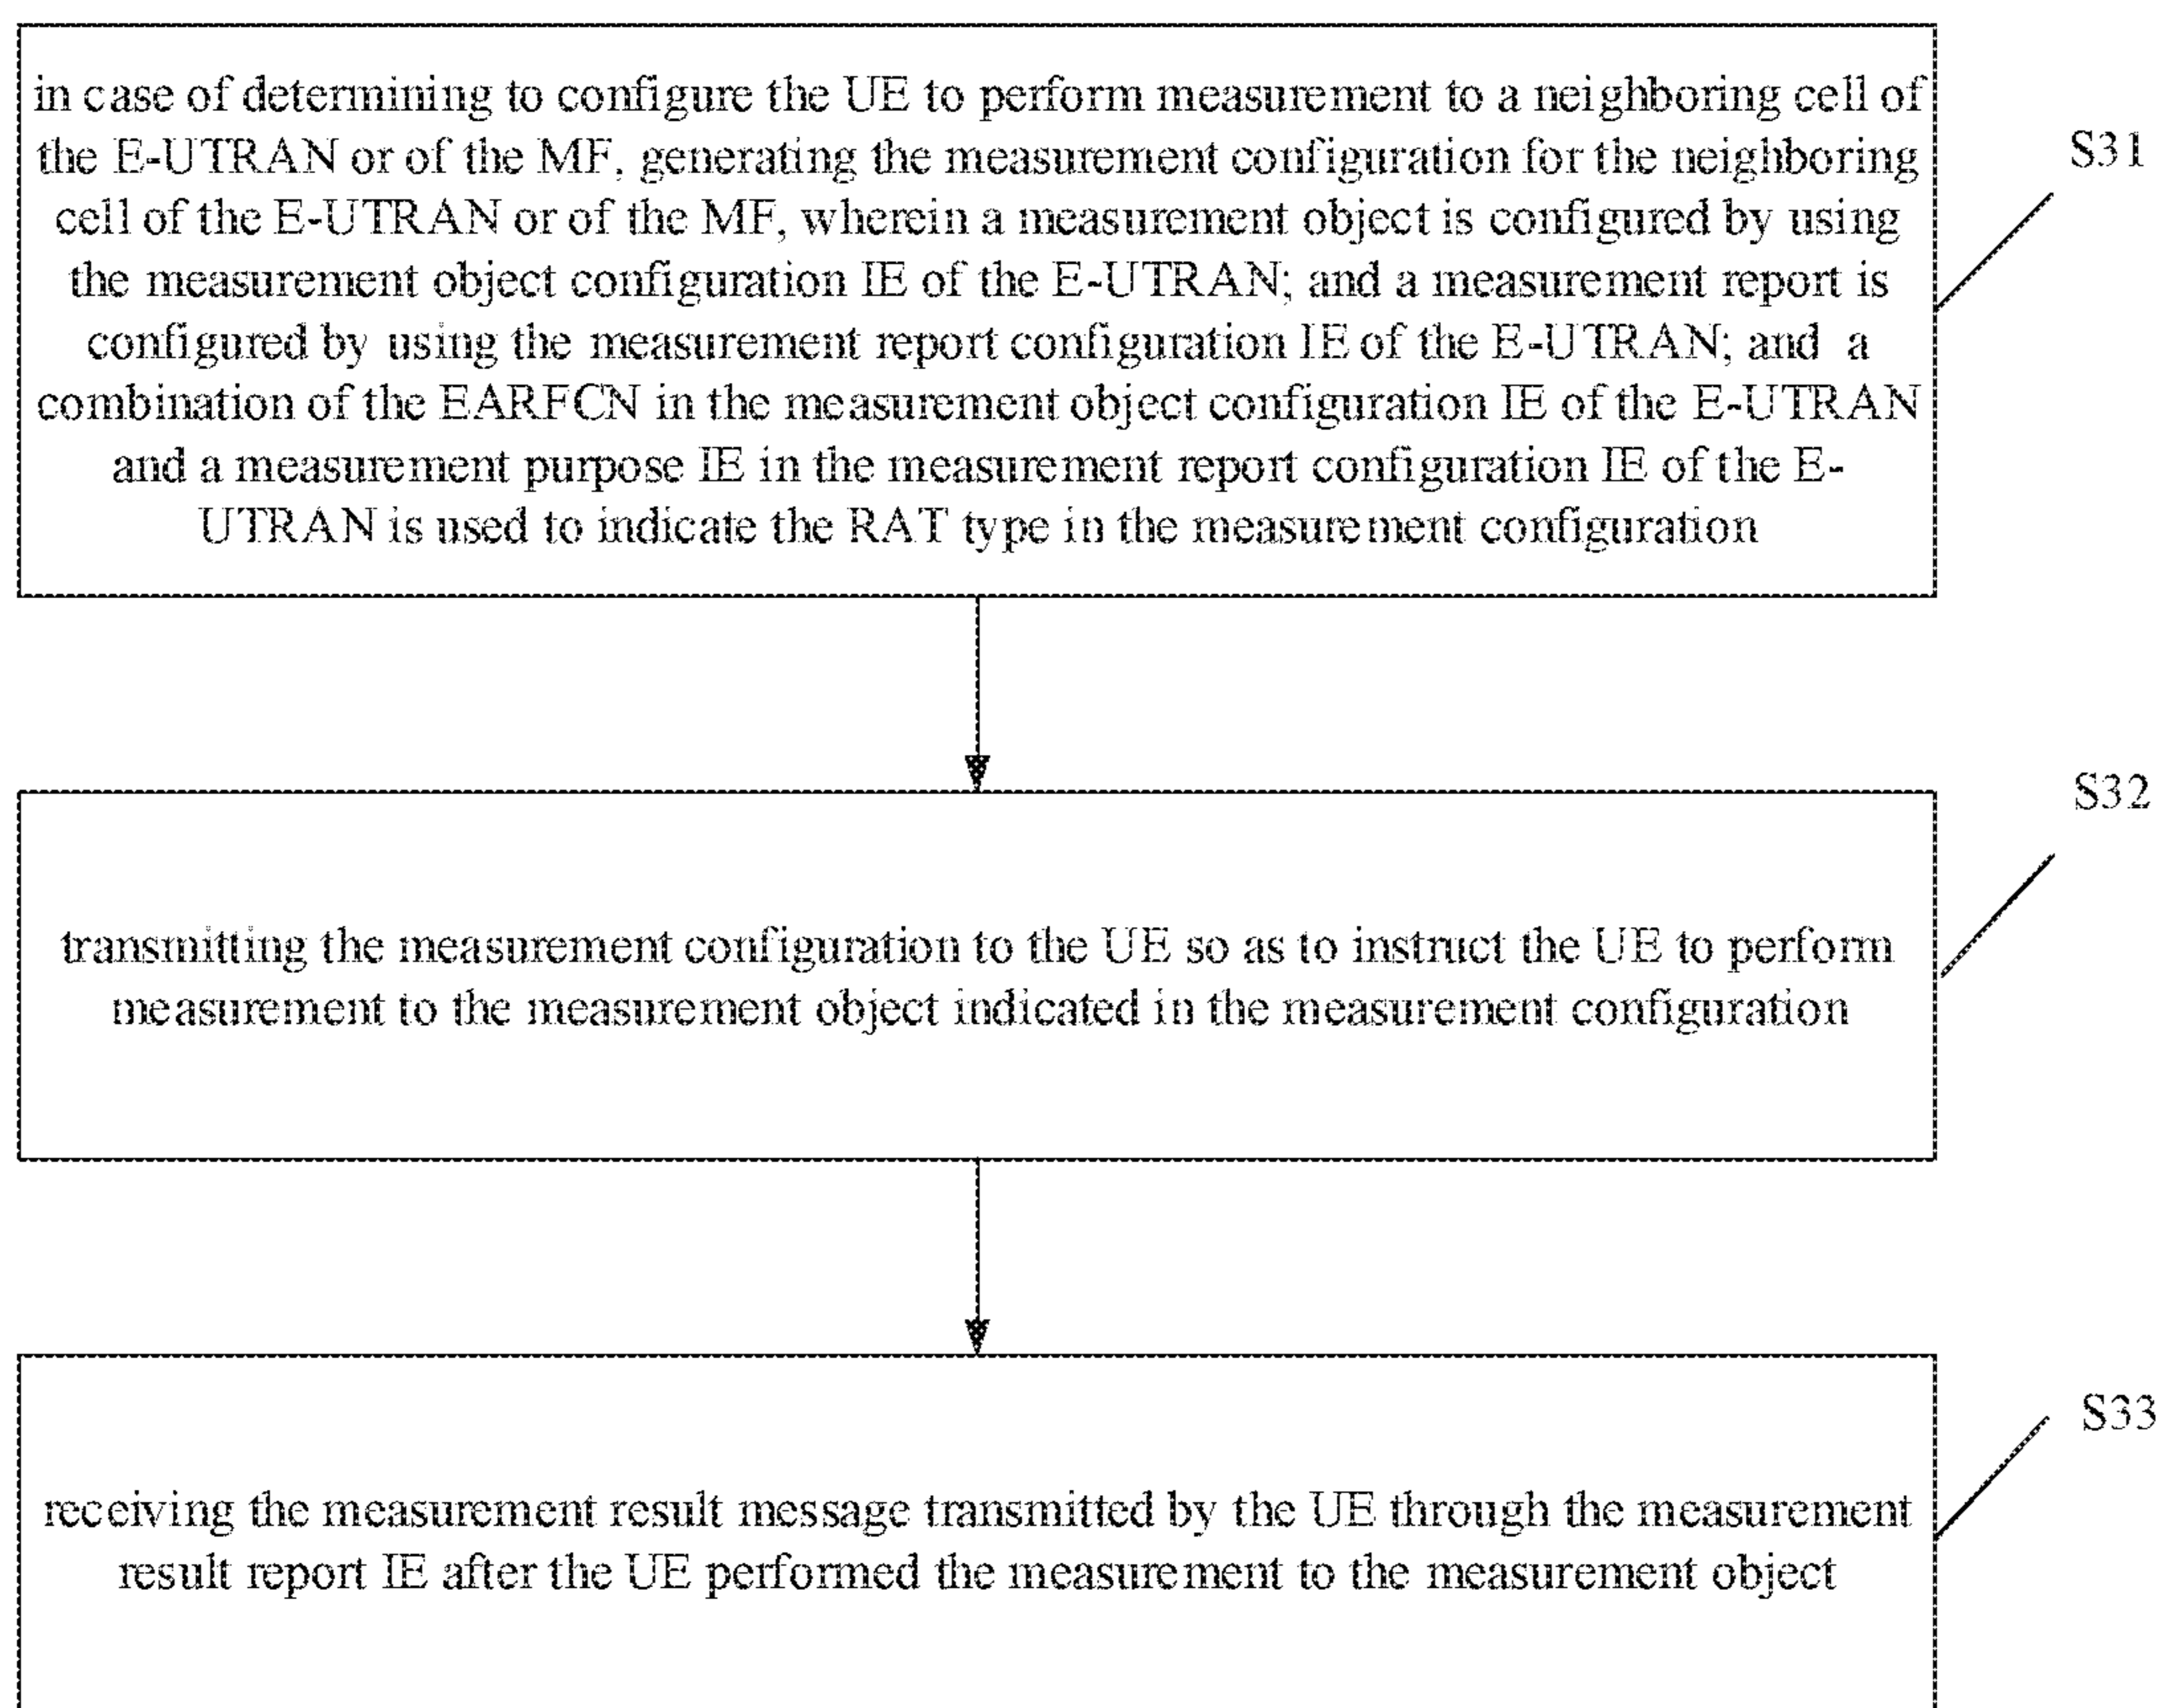 in case of determining to configure the UE to perform measurement to a neighboring cell of
the E-UTRAN or of the MF, generating the measurement configuration for the neighboring
cell of the E-UTRAN or of the MF, wherein a measurement object is configured by using
the measurement object configuration IE of the E-UTRAN; and a measurement report is
configured by using the measurement report configuration IE of the E-UTRAN; and a
combination of the EARFCN in the measurement object configuration IE of the E-UTRAN
and a measurement purpose IE in the measurement report configuration IE of the E-
UTRAN is used to indicate the RAT type in the measurement configuration
S31
S32
transmitting the measurement configuration to the UE so as to instruct the UE to perform
measurement to the measurement object indicated in the measurement configuration
S33
receiving the measurement result message transmitted by the UE through the measurement
result report IE after the UE performed the measurement to the measurement object